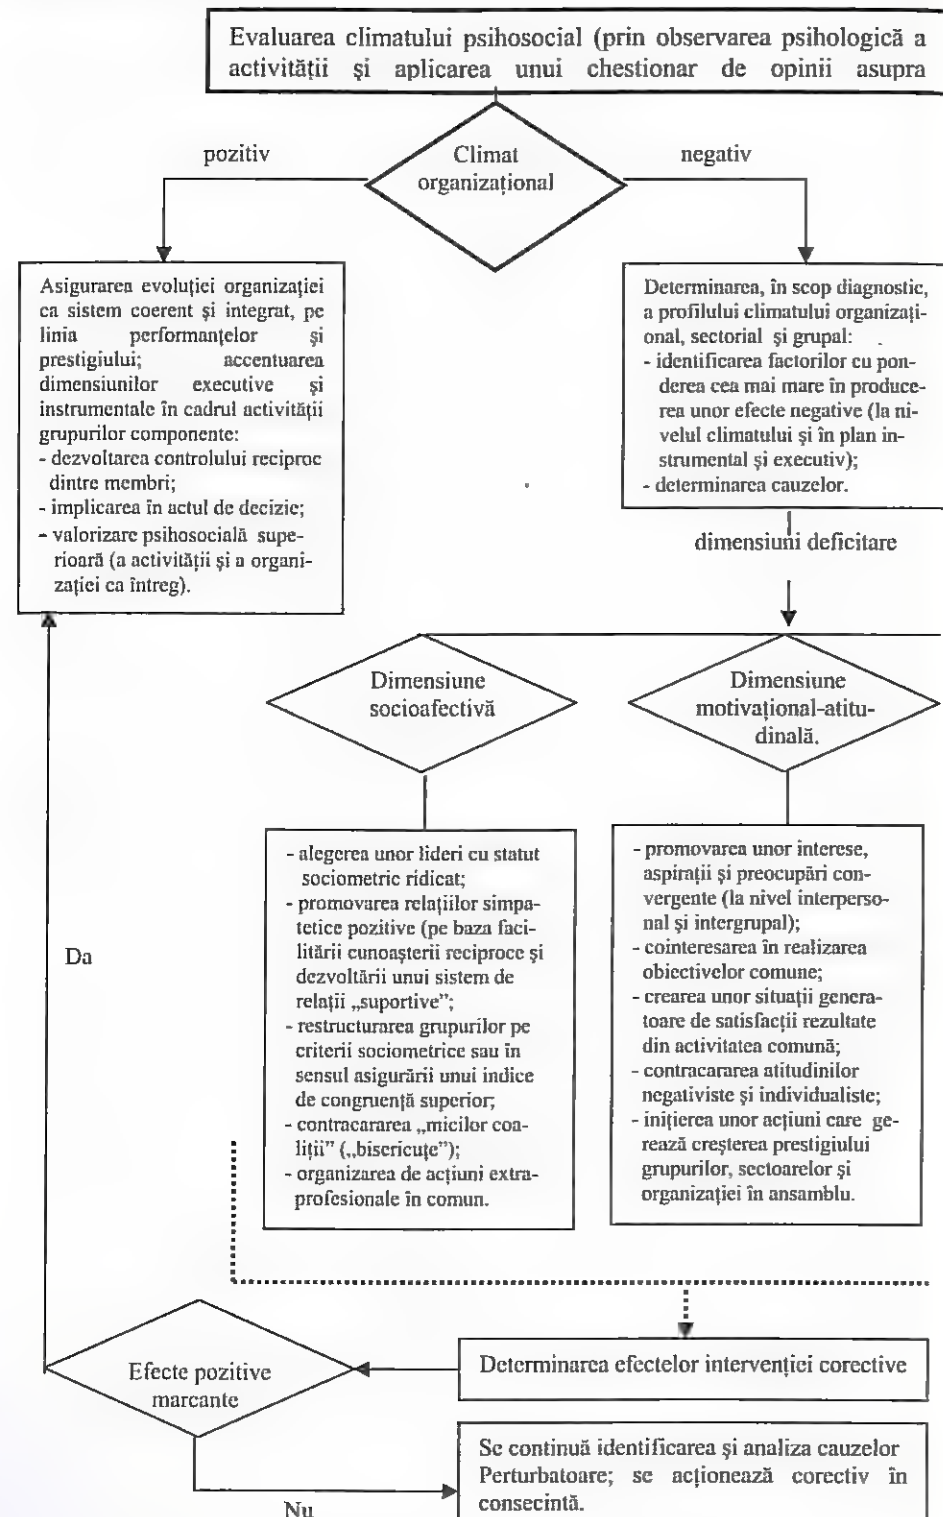 Evaluarea climatului psihosocial (prin observarea psihologică a
activității și aplicarea unui chestionar de opinii asupra
pozitiv
Climat
organizațional
negativ
Asigurarea evoluției organizației
ca sistem coerent și integrat, pe
linia performanțelor și
prestigiului; accentuarea
dimensiunilor executive și
instrumentale în cadrul activității
grupurilor componente:
- dezvoltarea controlului reciproc
dintre membri;
- implicarea în actul de decizie;
- valorizare psihosocială supe-
rioară (a activității și a organi-
zației ca întreg).
Determinarea, în scop diagnostic,
a profilului climatului organizați-
onal, sectorial și grupal:
- identificarea factorilor cu pon-
derea cea mai mare în produce-
rea unor efecte negative (la ni-
velul climatului și în plan in-
strumental și executiv);
- determinarea cauzelor.
dimensiuni deficitare
Dimensiune
socioafectivă
Dimensiune
motivațional-atitu-
dinală.
- alegerea unor lideri cu statut
sociometric ridicat;
- promovarea relațiilor simpa-
tetice pozitive (pe baza faci-
litării cunoașterii reciproce și
dezvoltării unui sistem de
relații „suportive”;
- restructurarea grupurilor pe
criterii sociometrice sau în
sensul asigurării unui indice
de congruență superior;
- contracararea „micilor coa-
liții” („bisericuțe”);
- organizarea de acțiuni extra-
profesionale în comun.
- promovarea unor interese,
aspirații și preocupări con-
vergente (la nivel interperso-
nal și intergrupal);
- cointeresarea în realizarea
obiectivelor comune;
- crearea unor situații genera-
toare de satisfacții rezultate
din activitatea comună;
- contracararea atitudinilor
negativiste și individualiste;
- inițierea unor acțiuni care ge-
rează creșterea prestigiului
grupurilor, sectoarelor și
organizației în ansamblu.
Da
Efecte pozitive
marcante
Determinarea efectelor intervenției corective
Se continuă identificarea și analiza cauzelor
Perturbatoare; se acționează corectiv în
consecință.
Nu